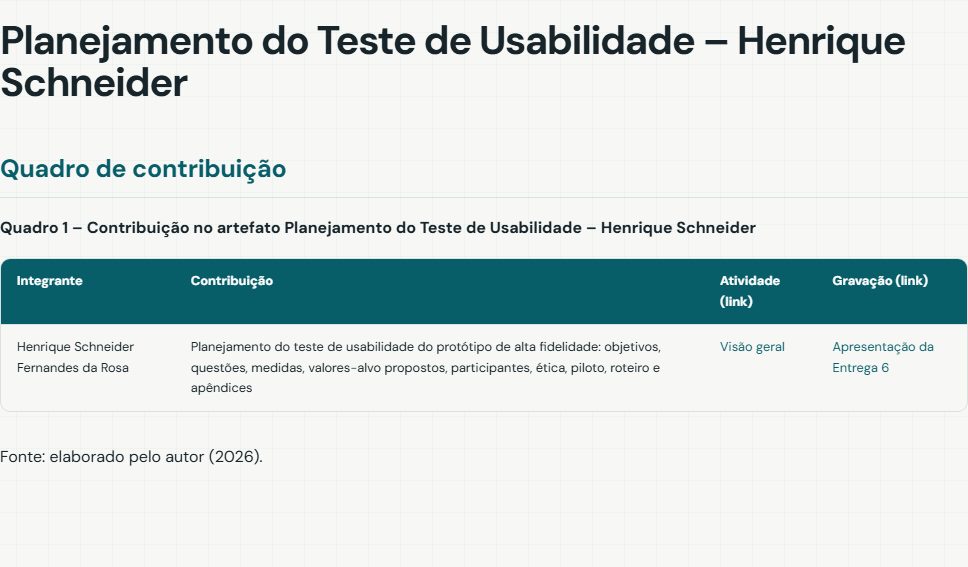 Planejamento do Teste de Usabilidade – Henrique
Schneider
Quadro de contribuição
Quadro 1 – Contribuição no artefato Planejamento do Teste de Usabilidade – Henrique Schneider
Integrante Contribuição Atividade (link) Gravação (link)
Henrique Schneider Planejamento do teste de usabilidade do protótipo de alta fidelidade: objetivos, Visão geral Apresentação da
Fernandes da Rosa questões, medidas, valores-alvo propostos, participantes, ética, piloto, roteiro e Entrega 6
apêndices
Fonte: elaborado pelo autor (2026).